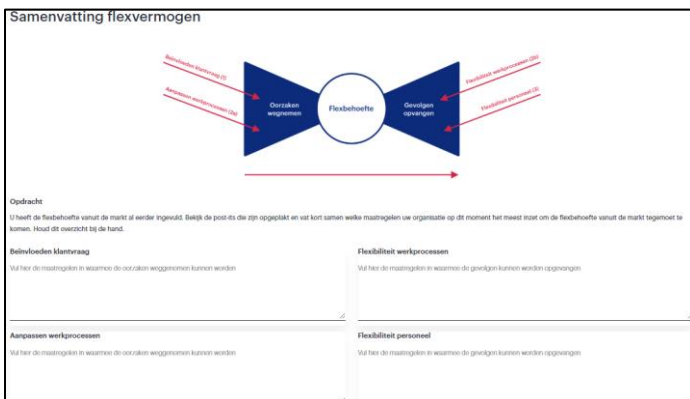 Samenvatting flexvermogen
Beïnvloeden klantvraag (1)
Aanpassen werkprocessen (2a)
Oorzaken
wegnemen
Flexbehoefte
Gevolgen
opvangen
Flexibiliteit werkprocessen (2b)
Flexibiliteit personeel (3)
Opdracht
U heeft de flexbehoefte vanuit de markt al eerder ingevuld. Bekijk de post-its die zijn opgeplakt en vat kort samen welke maatregelen uw organisatie op dit moment het meest inzet om de flexbehoefte vanuit de markt tegemoet te
komen. Houd dit overzicht bij de hand.
Beïnvloeden klantvraag
Vul hier de maatregelen in waarmee de oorzaken weggenomen kunnen worden
Flexibiliteit werkprocessen
Vul hier de maatregelen in waarmee de gevolgen kunnen worden opgevangen
Aanpassen werkprocessen
Vul hier de maatregelen in waarmee de oorzaken weggenomen kunnen worden
Flexibiliteit personeel
Vul hier de maatregelen in waarmee de gevolgen kunnen worden opgevangen